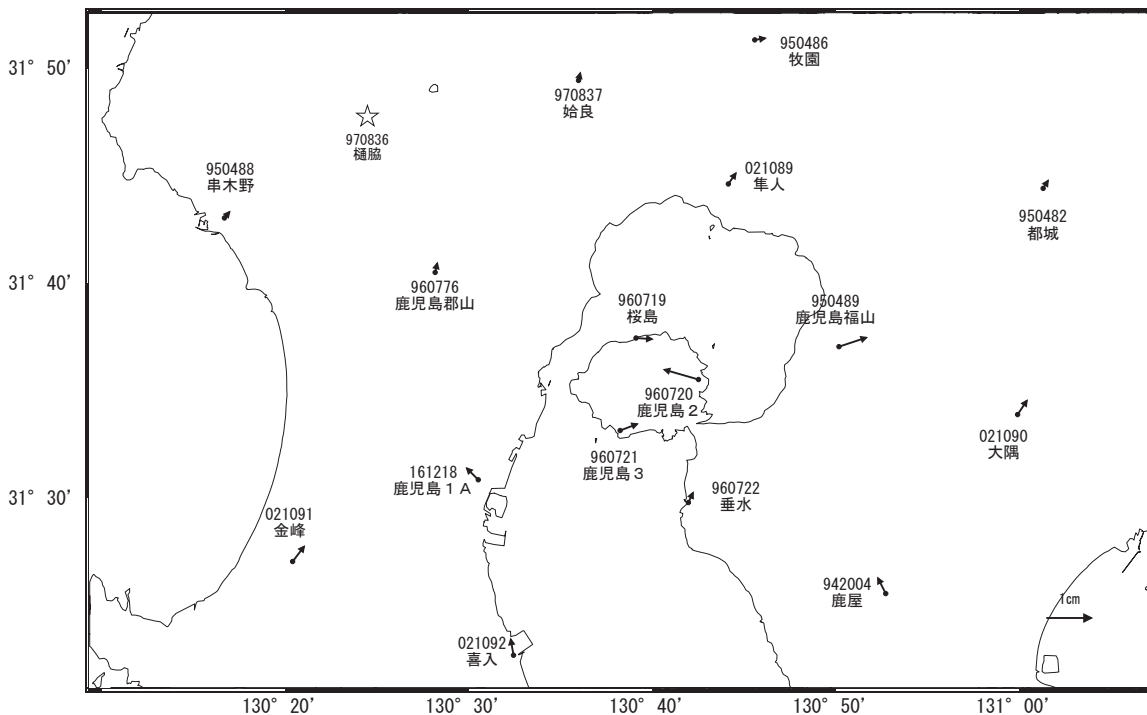 950486
牧園
31° 50′
970837
姶良
970836
樋脇
950488
串木野
021089
隼人
950482
都城
31° 40′
960776
鹿児島郡山
960719
桜島
950489
鹿児島福山
960720
鹿児島2
021090
大隅
960721
鹿児島3
161218
鹿児島1A
31° 30′
960722
垂水
021091
金峰
942004
鹿屋
1cm
021092
喜入
130° 20′
130° 30′
130° 40′
130° 50′
131° 00′